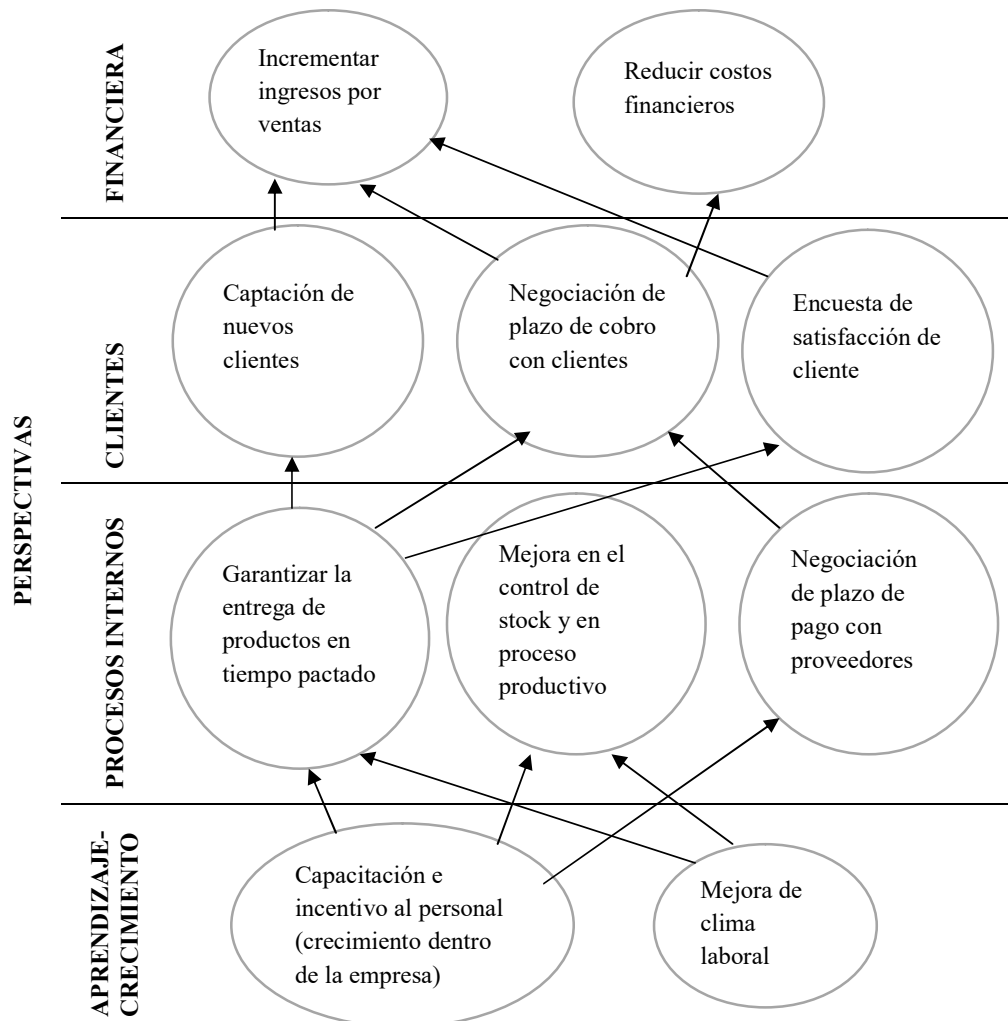 PERSPECTIVAS
FINANCIERA
Incrementar
ingresos por
ventas
Reducir costos
financieros
CLIENTES
Captación de
nuevos
clientes
Negociación de
plazo de cobro
con clientes
Encuesta de
satisfacción de
cliente
PROCESOS INTERNOS
Garantizar la
entrega de
productos en
tiempo pactado
Mejora en el
control de
stock y en
proceso
productivo
Negociación
de plazo de
pago con
proveedores
APRENDIZAJE-
CRECIMIENTO
Capacitación e
incentivo al personal
(crecimiento dentro
de la empresa)
Mejora de
clima
laboral